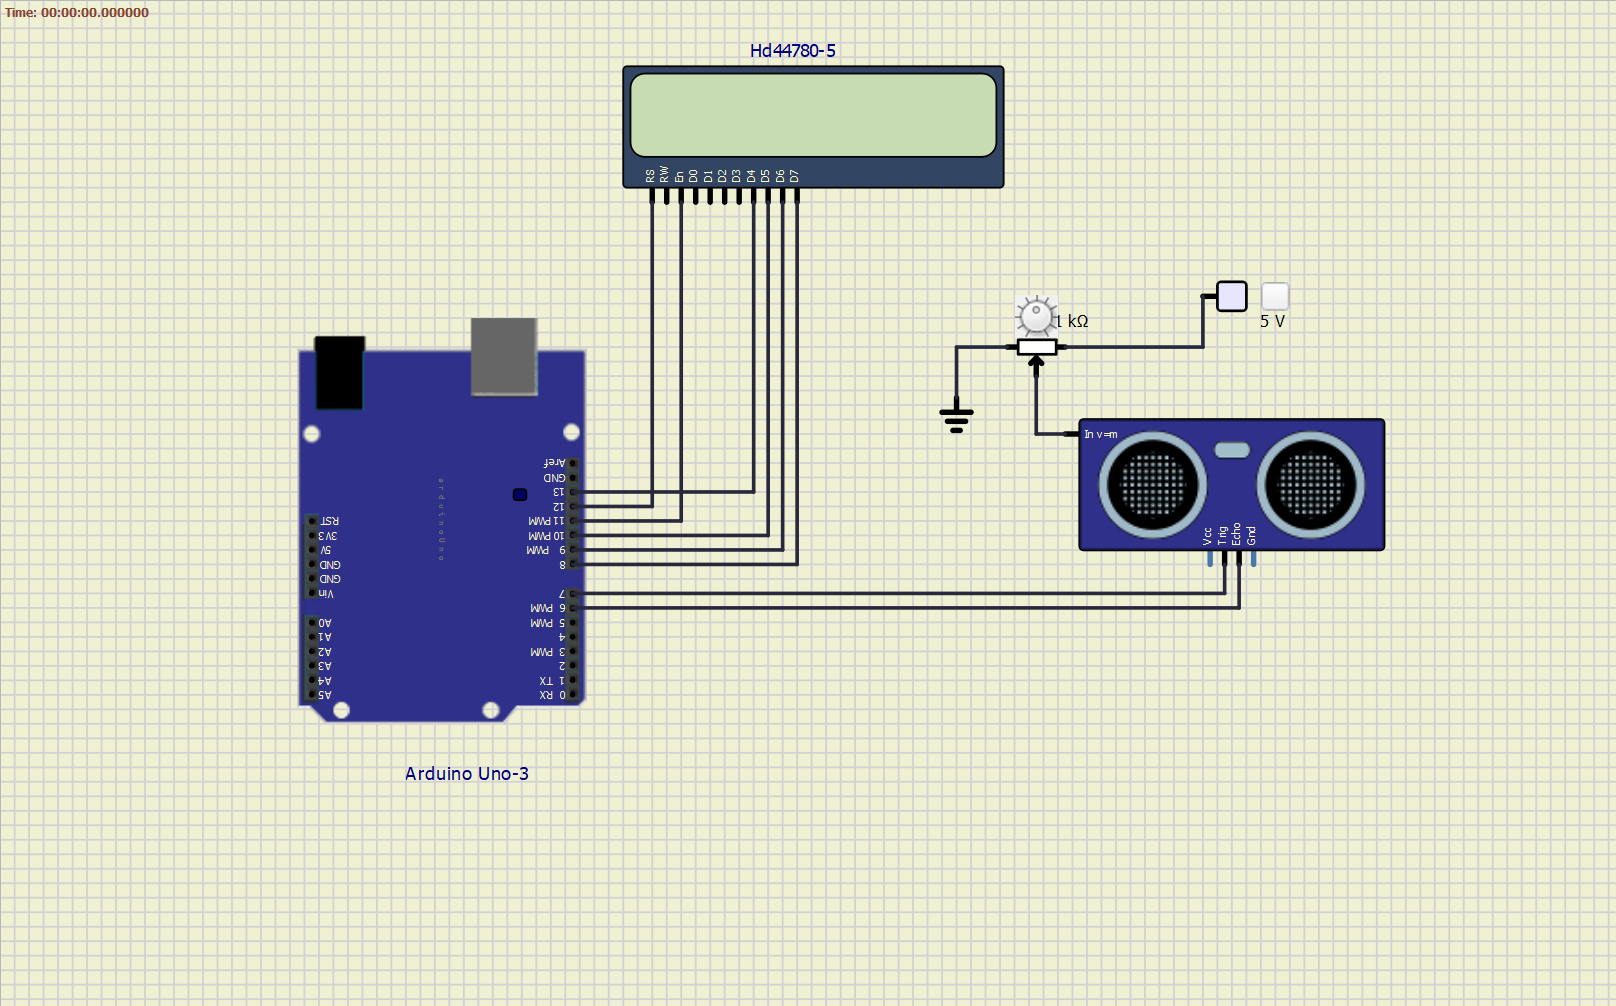 Time: 00:00:00.000000
Hd44780-5
RS RW En D0 D1 D2 D3 D4 D5 D6 D7
1 kΩ
5 V
In v=m
Vcc Trig Echo Gnd
Aref
GND
13
12
11 PWM
10 PWM
9 PWM
8
7
6 PWM
5 PWM
4
3 PWM
2
1 TX
0 RX
RST
3V3
5V
GND
GND
Vin
A0
A1
A2
A3
A4
A5
arduinoUno
Arduino Uno-3